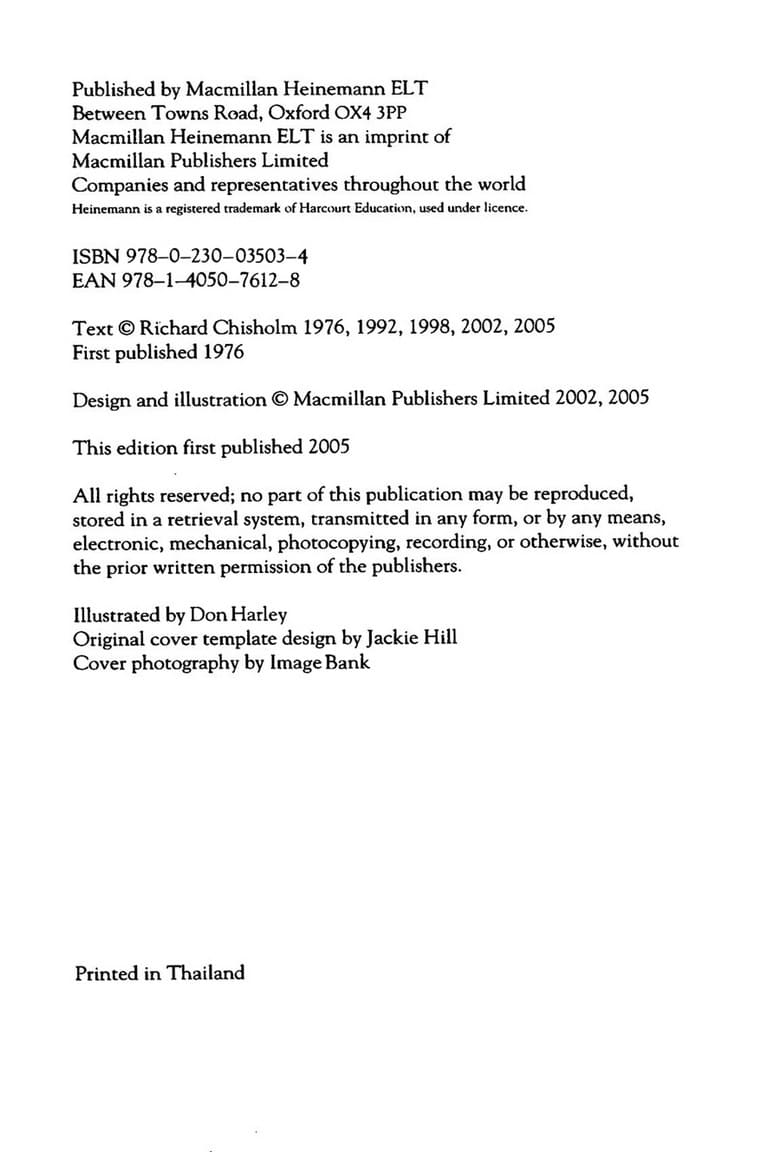 Published by Macmillan Heinemann ELT
Between Towns Road, Oxford OX4 3PP
Macmillan Heinemann ELT is an imprint of
Macmillan Publishers Limited
Companies and representatives throughout the world
Heinemann is a registered trademark of Harcourt Education, used under licence.
ISBN 978–0–230–03503–4
EAN 978–1–4050–7612–8
Text © Richard Chisholm 1976, 1992, 1998, 2002, 2005
First published 1976
Design and illustration © Macmillan Publishers Limited 2002, 2005
This edition first published 2005
All rights reserved; no part of this publication may be reproduced,
stored in a retrieval system, transmitted in any form, or by any means,
electronic, mechanical, photocopying, recording, or otherwise, without
the prior written permission of the publishers.
Illustrated by Don Harley
Original cover template design by Jackie Hill
Cover photography by Image Bank
Printed in Thailand